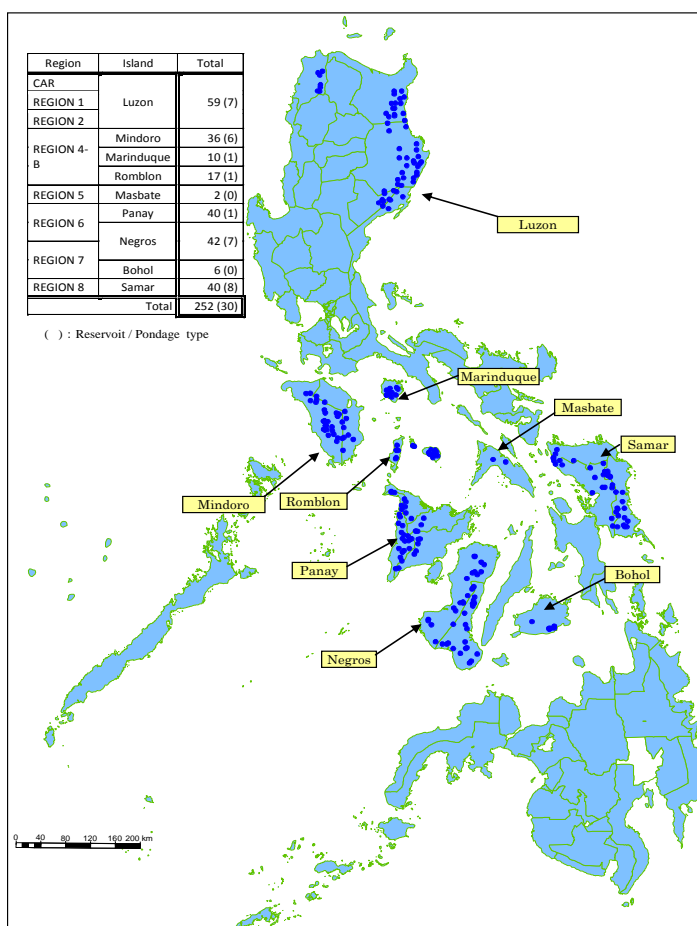 Region Island Total
CAR
REGION 1 Luzon 59 (7)
REGION 2
REGION 4-B Mindoro 36 (6)
Marinduque 10 (1)
Romblon 17 (1)
REGION 5 Masbate 2 (0)
REGION 6 Panay 40 (1)
Negros 42 (7)
REGION 7
Bohol 6 (0)
REGION 8 Samar 40 (8)
Total 252 (30)
( ) : Reservoit / Pondage type
Luzon
Marinduque
Masbate
Samar
Mindoro
Romblon
Panay
Bohol
Negros
0 40 80 120 160 200 km